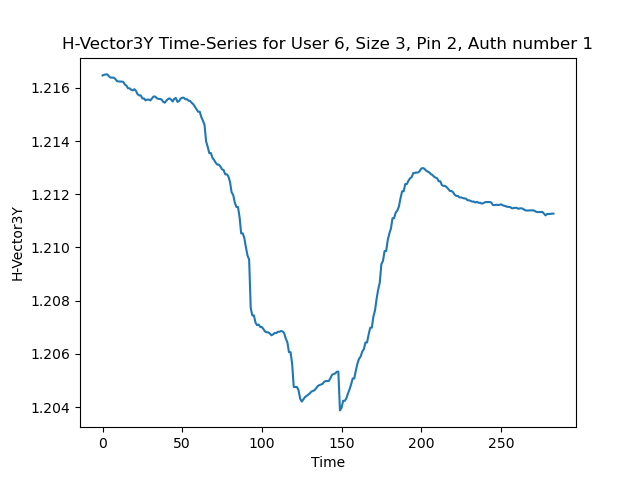 H-Vector3Y Time-Series for User 6, Size 3, Pin 2, Auth number 1
1.216
1.214
1.212
1.210
1.208
1.206
1.204
H-Vector3Y
0 50 100 150 200 250
Time